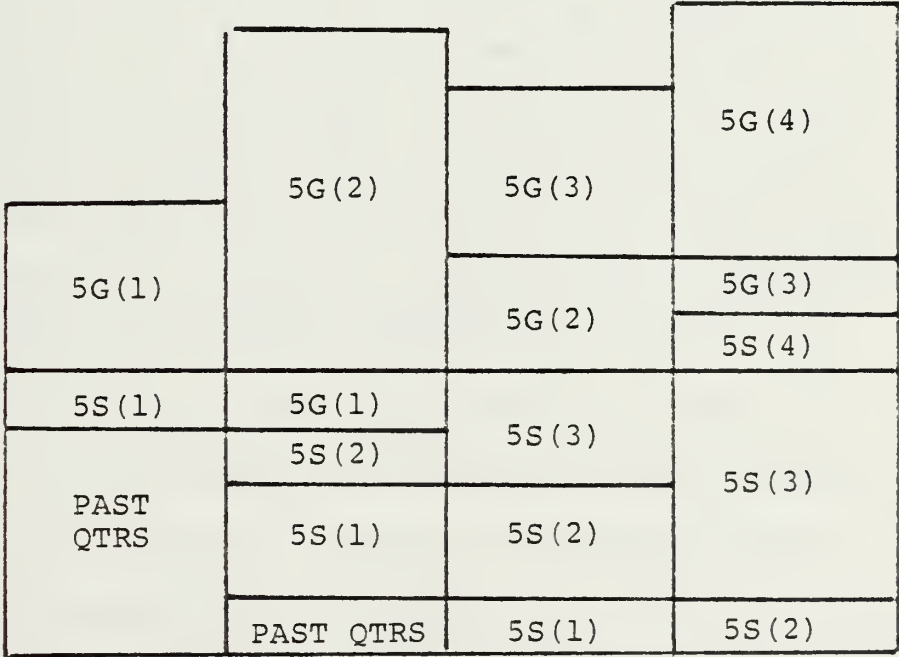 5G(4)
5G(2)
5G(3)
5G(1)
5G(3)
5G(2)
5S(4)
5S(1)
5G(1)
5S(3)
5S(2)
5S(3)
PAST
QTRS
5S(1)
5S(2)
PAST QTRS
5S(1)
5S(2)